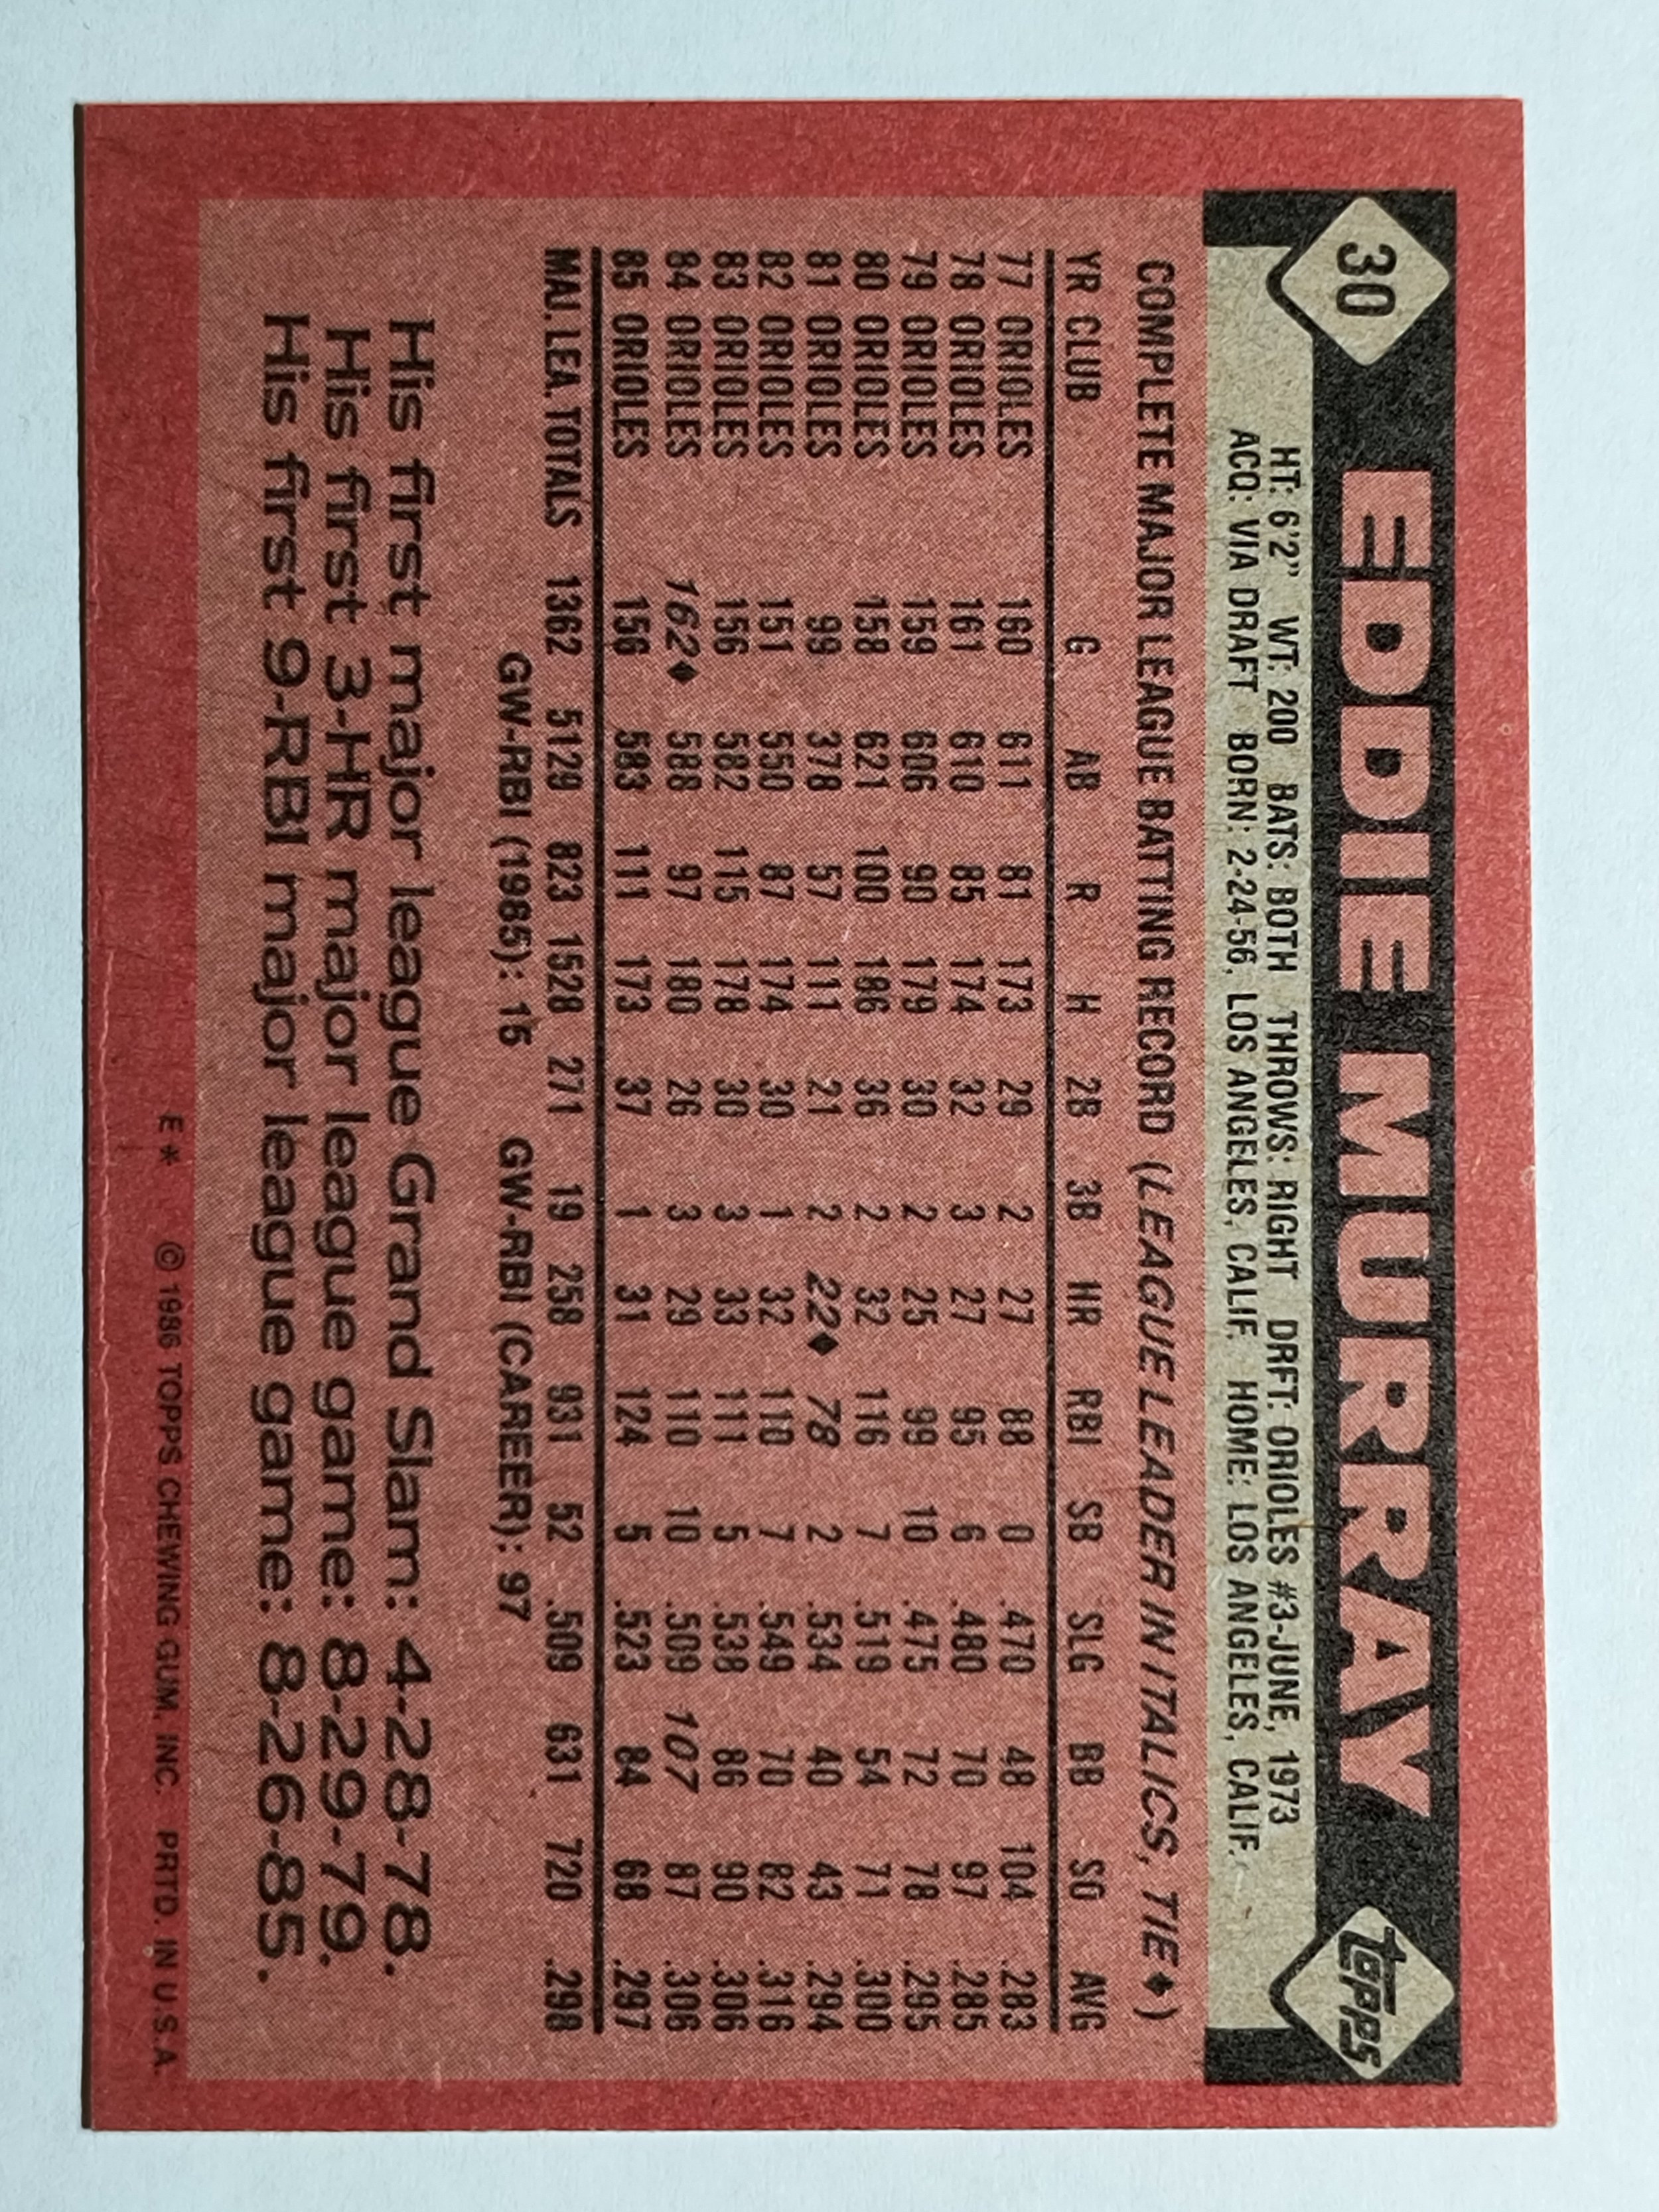 30 EDDIE MURRAY topps
HT: 6'2" WT: 200 BATS: BOTH THROWS: RIGHT DRFT: ORIOLES #3-JUNE, 1973
ACQ: VIA DRAFT BORN: 2-24-56, LOS ANGELES, CALIF. HOME: LOS ANGELES, CALIF.
COMPLETE MAJOR LEAGUE BATTING RECORD (LEAGUE LEADER IN ITALICS, TIE♦)
YR CLUB G AB R H 2B 3B HR RBI SB SLG BB SO AVG
77 ORIOLES 160 611 81 173 29 2 27 88 0 .470 48 104 .283
78 ORIOLES 161 610 85 174 32 3 27 95 6 .480 70 97 .285
79 ORIOLES 159 606 90 179 30 2 25 99 10 .475 72 78 .295
80 ORIOLES 158 621 100 186 36 2 32 116 7 .519 54 71 .300
81 ORIOLES 99 378 57 111 21 2 22♦ 78 2 .534 40 43 .294
82 ORIOLES 151 550 87 174 30 1 32 110 7 .549 70 82 .316
83 ORIOLES 156 582 115 178 30 3 33 111 5 .538 86 90 .306
84 ORIOLES 162♦ 588 97 180 26 3 29 110 10 .509 107 87 .306
85 ORIOLES 156 583 111 173 37 1 31 124 5 .523 84 68 .297
MAJ. LEA. TOTALS 1362 5129 823 1528 271 19 258 931 52 .509 631 720 .298
GW-RBI (1985): 15 GW-RBI (CAREER): 97
His first major league Grand Slam: 4-28-78.
His first 3-HR major league game: 8-29-79.
His first 9-RBI major league game: 8-26-85.
E* © 1986 TOPPS CHEWING GUM, INC. PRTD. IN U.S.A.